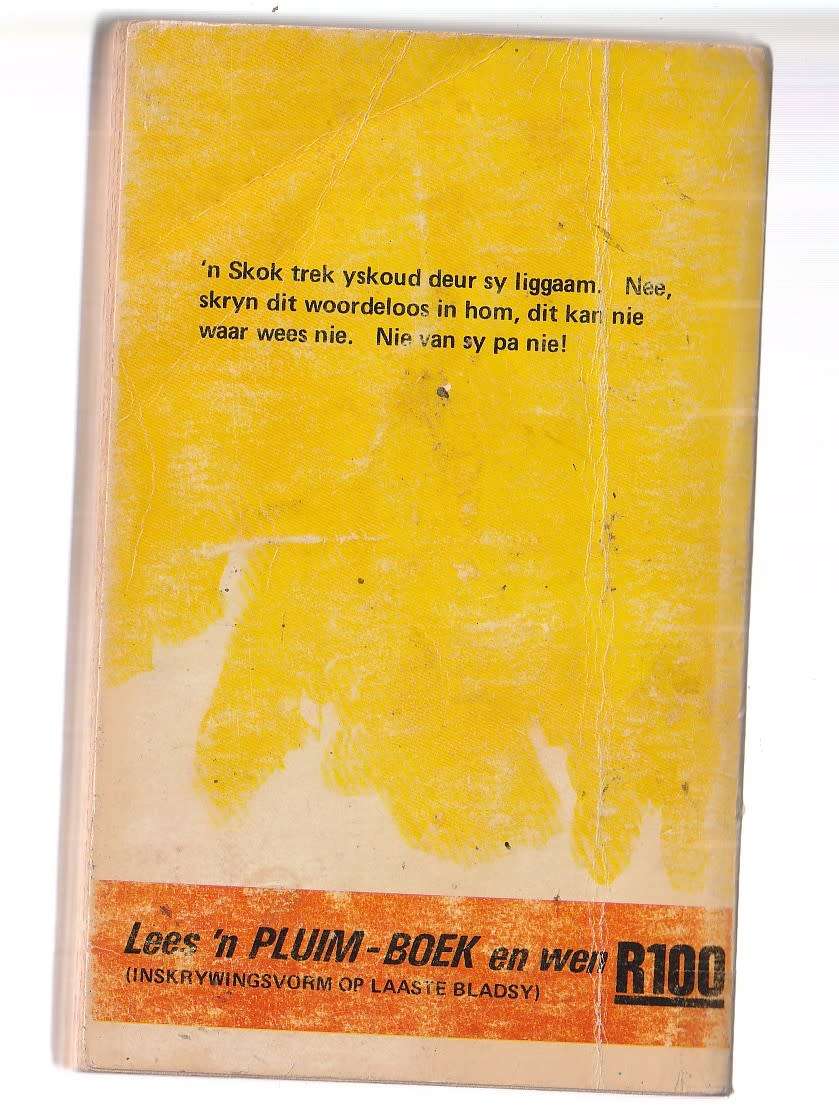 'n Skok trek yskoud deur sy liggaam. Nee,
skryn dit woordeloos in hom, dit kan nie
waar wees nie. Nie van sy pa nie!
Lees 'n PLUIM-BOEK en wen R100
(INSKRYWINGSVORM OP LAASTE BLADSY)